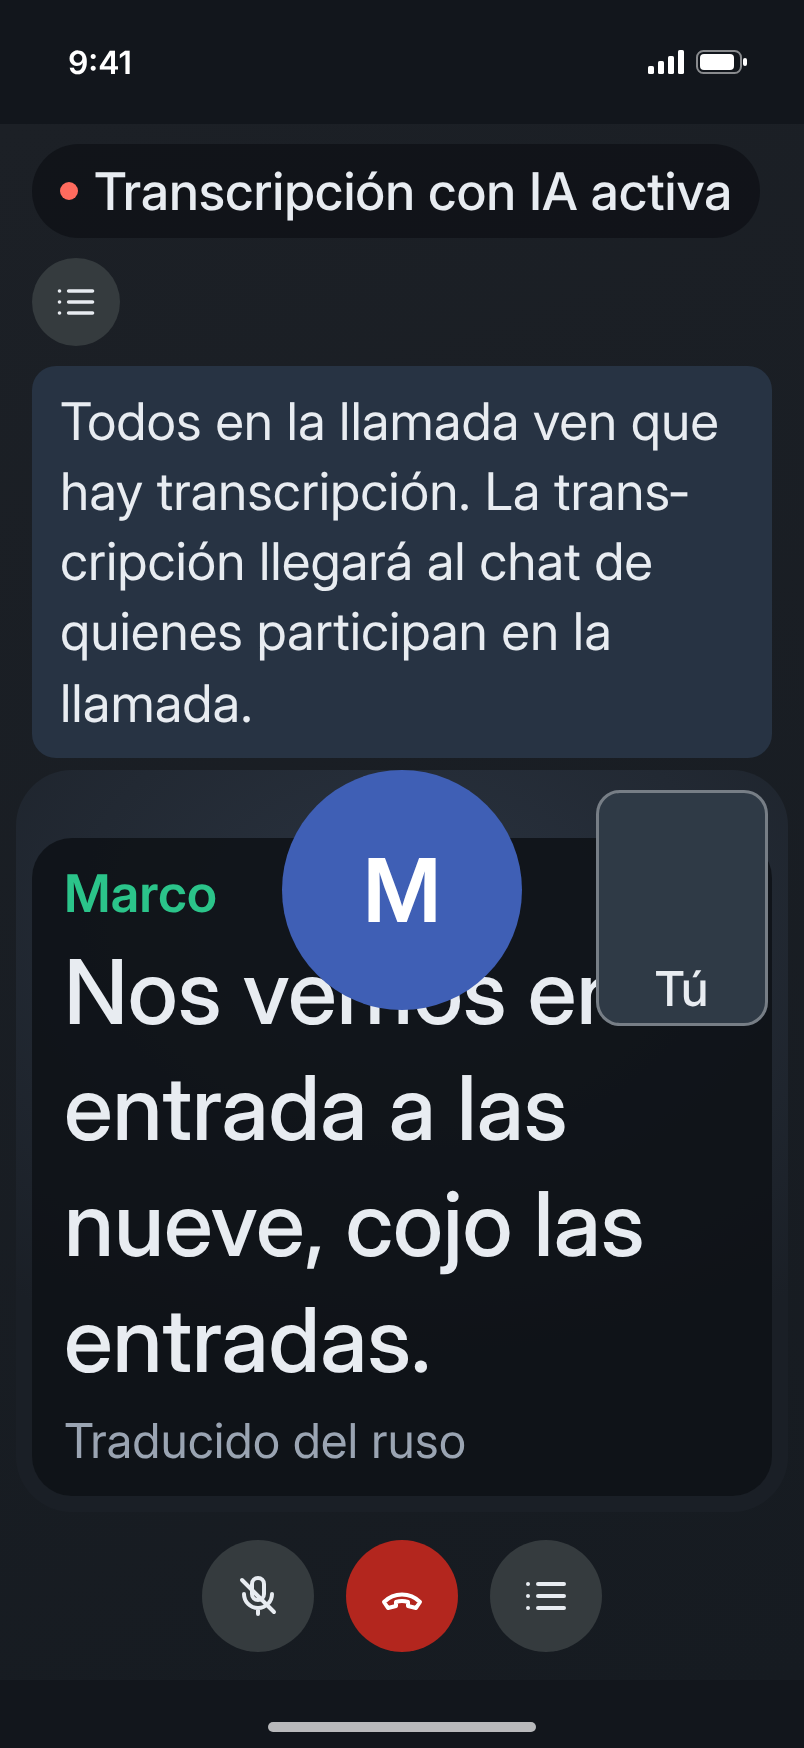 9:41
Transcripción con IA activa
Todos en la llamada ven que
hay transcripción. La trans-
cripción llegará al chat de
quienes participan en la
llamada.
M
Marco
Tú
Nos
entrada a las
nueve, cojo las
entradas.
Traducido del ruso